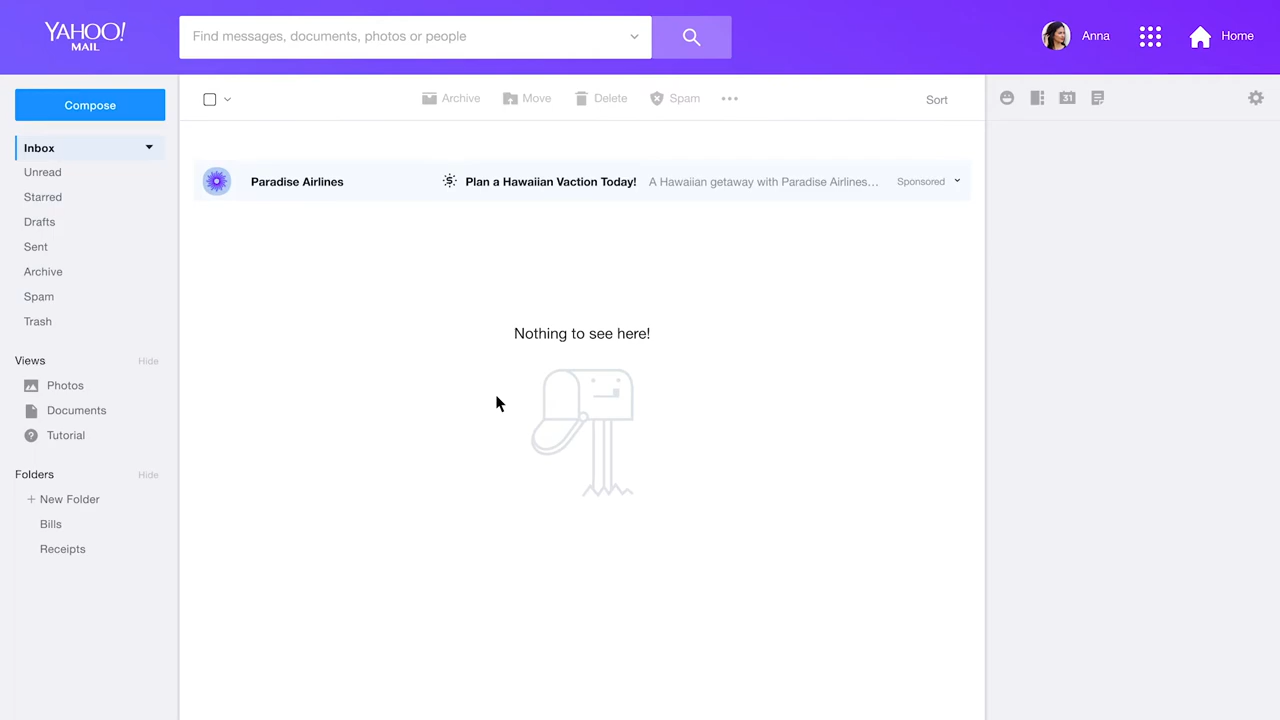 YAHOO!
MAIL
Find messages, documents, photos or people
Anna
Home
Compose
Archive
Move
Delete
Spam
Sort
31
Inbox
Unread
Starred
Drafts
Sent
Archive
Spam
Trash
Paradise Airlines
Plan a Hawaiian Vaction Today!
A Hawaiian getaway with Paradise Airlines...
Sponsored
Nothing to see here!
Views
Hide
Photos
Documents
Tutorial
Folders
Hide
+ New Folder
Bills
Receipts